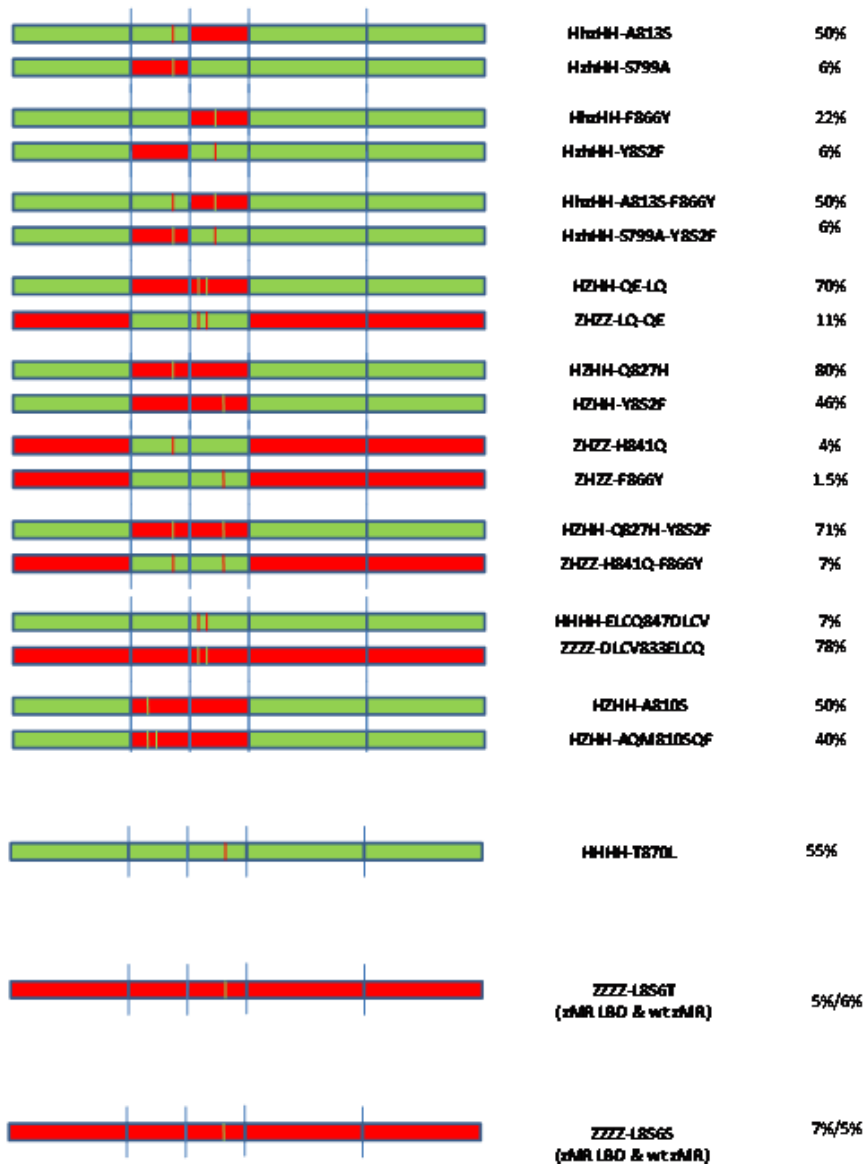 HhzHH-A813S 50%
HzhHH-S799A 6%
HhzHH-F866Y 22%
HzhHH-Y852F 6%
HhzHH-A813S-F866Y 50%
HzhHH-S799A-Y852F 6%
HZHH-QE-LQ 70%
ZHZZ-LQ-QE 11%
HZHH-Q827H 80%
HZHH-Y852F 46%
ZHZZ-H841Q 4%
ZHZZ-F866Y 1.5%
HZHH-Q827H-Y852F 71%
ZHZZ-H841Q-F866Y 7%
HHHH-ELCQ847DLCV 7%
ZZZZ-DLCV833ELCQ 78%
HZHH-A810S 50%
HZHH-AQM810SQF 40%
HHHH-T870L 55%
ZZZZ-L856T 5%/6%
(zMR LBD & wt zMR)
ZZZZ-L856S 7%/5%
(zMR LBD & wt zMR)